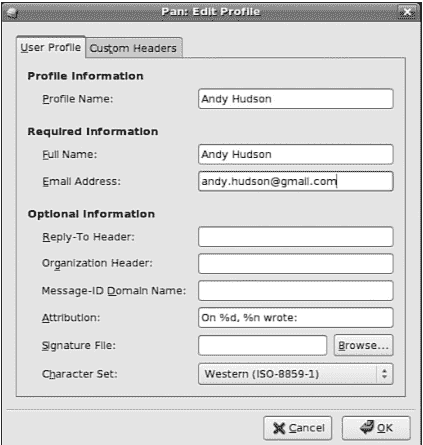 Pan: Edit Profile
User Profile Custom Headers
Profile Information
Profile Name: Andy Hudson
Required Information
Full Name: Andy Hudson
Email Address: andy.hudson@gmail.com
Optional Information
Reply-To Header:
Organization Header:
Message-ID Domain Name:
Attribution: On %d, %n wrote:
Signature File: Browse...
Character Set: Western (ISO-8859-1)
Cancel OK